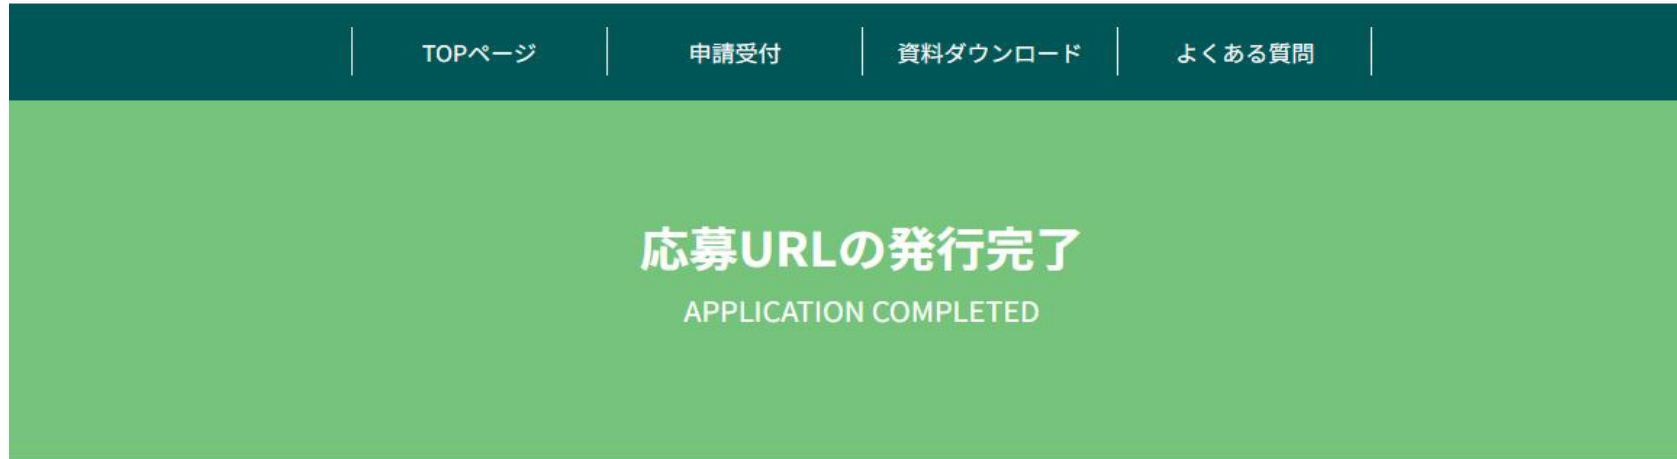 TOPページ 申請受付 資料ダウンロード よくある質問
応募URLの発行完了
APPLICATION COMPLETED